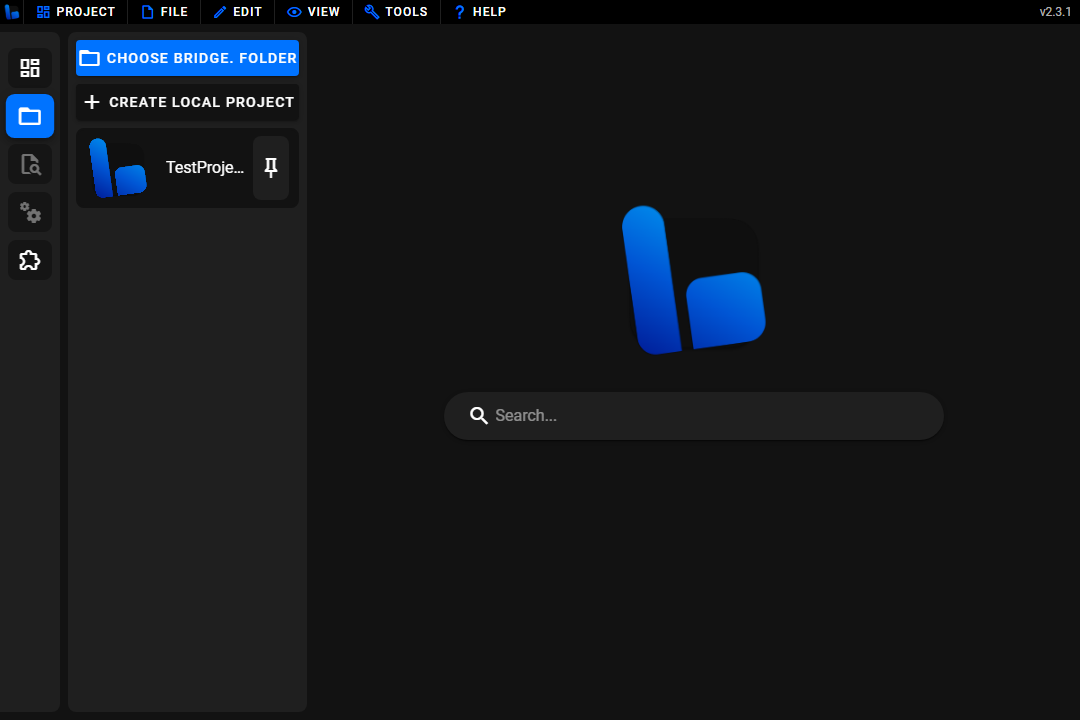 PROJECT
FILE
EDIT
VIEW
TOOLS
HELP
v2.3.1
CHOOSE BRIDGE. FOLDER
CREATE LOCAL PROJECT
TestProje...
Search...